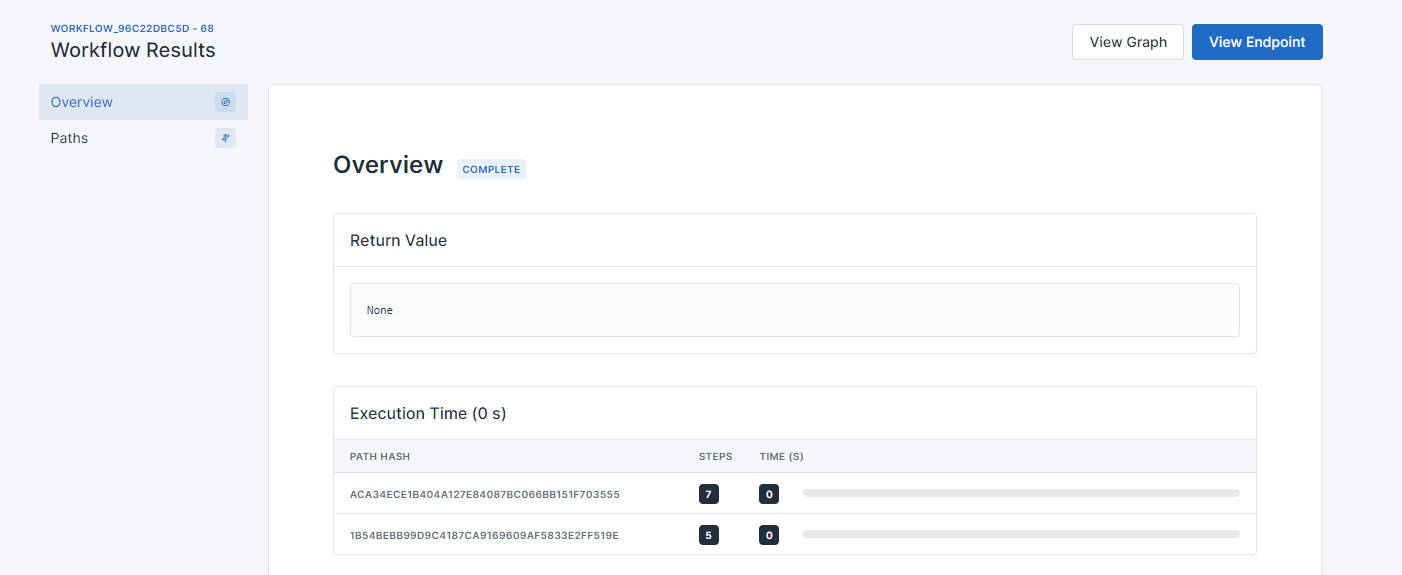 WORKFLOW_96C22DBC5D - 68
Workflow Results
View Graph
View Endpoint
Overview
Paths
Overview COMPLETE
Return Value
None
Execution Time (0 s)
PATH HASH STEPS TIME (S)
ACA34ECE1B404A127E84087BC066BB151F703555 7 0
1B54BEBB99D9C4187CA9169609AF5833E2FF519E 5 0